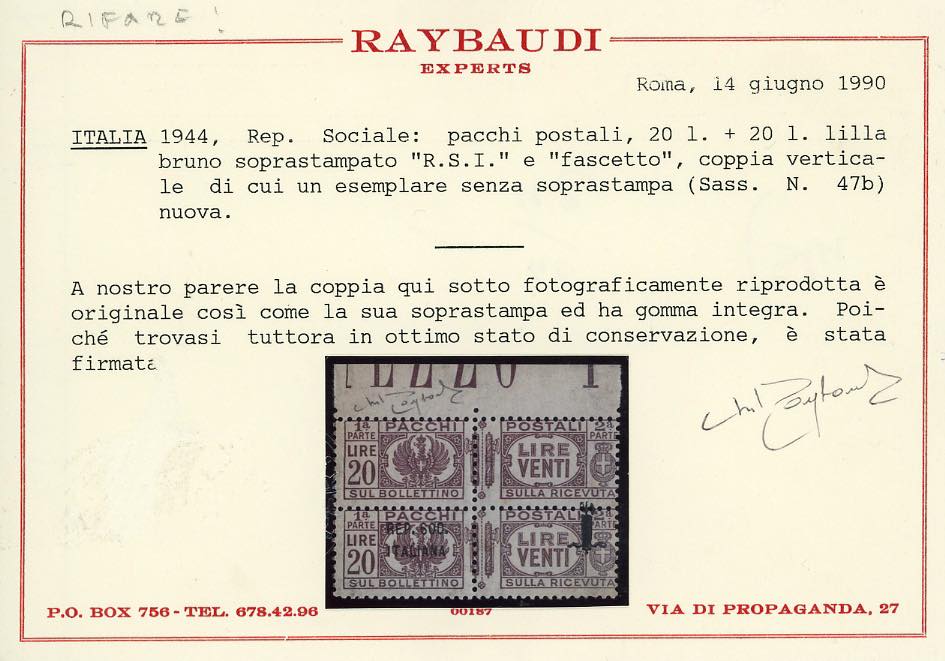 RIFARE!
RAYBAUDI
EXPERTS
Roma, 14 giugno 1990
ITALIA 1944, Rep. Sociale: pacchi postali, 20 l. + 20 l. lilla
bruno soprastampato "R.S.I." e "fascetto", coppia vertica-
le di cui un esemplare senza soprastampa (Sass. N. 47b)
nuova.
A nostro parere la coppia qui sotto fotograficamente riprodotta è
originale così come la sua soprastampa ed ha gomma integra. Poi-
ché trovasi tuttora in ottimo stato di conservazione, è stata
firmata
1ª PARTE PACCHI POSTALI 2ª PARTE
LIRE 20 LIRE VENTI
SUL BOLLETTINO SULLA RICEVUTA
1ª PARTE PACCHI POSTALI 2ª PARTE
REP. SOC.
ITALIANA
LIRE 20 LIRE VENTI
SUL BOLLETTINO SULLA RICEVUTA
P.O. BOX 756 - TEL. 678.42.96 00187 VIA DI PROPAGANDA, 27